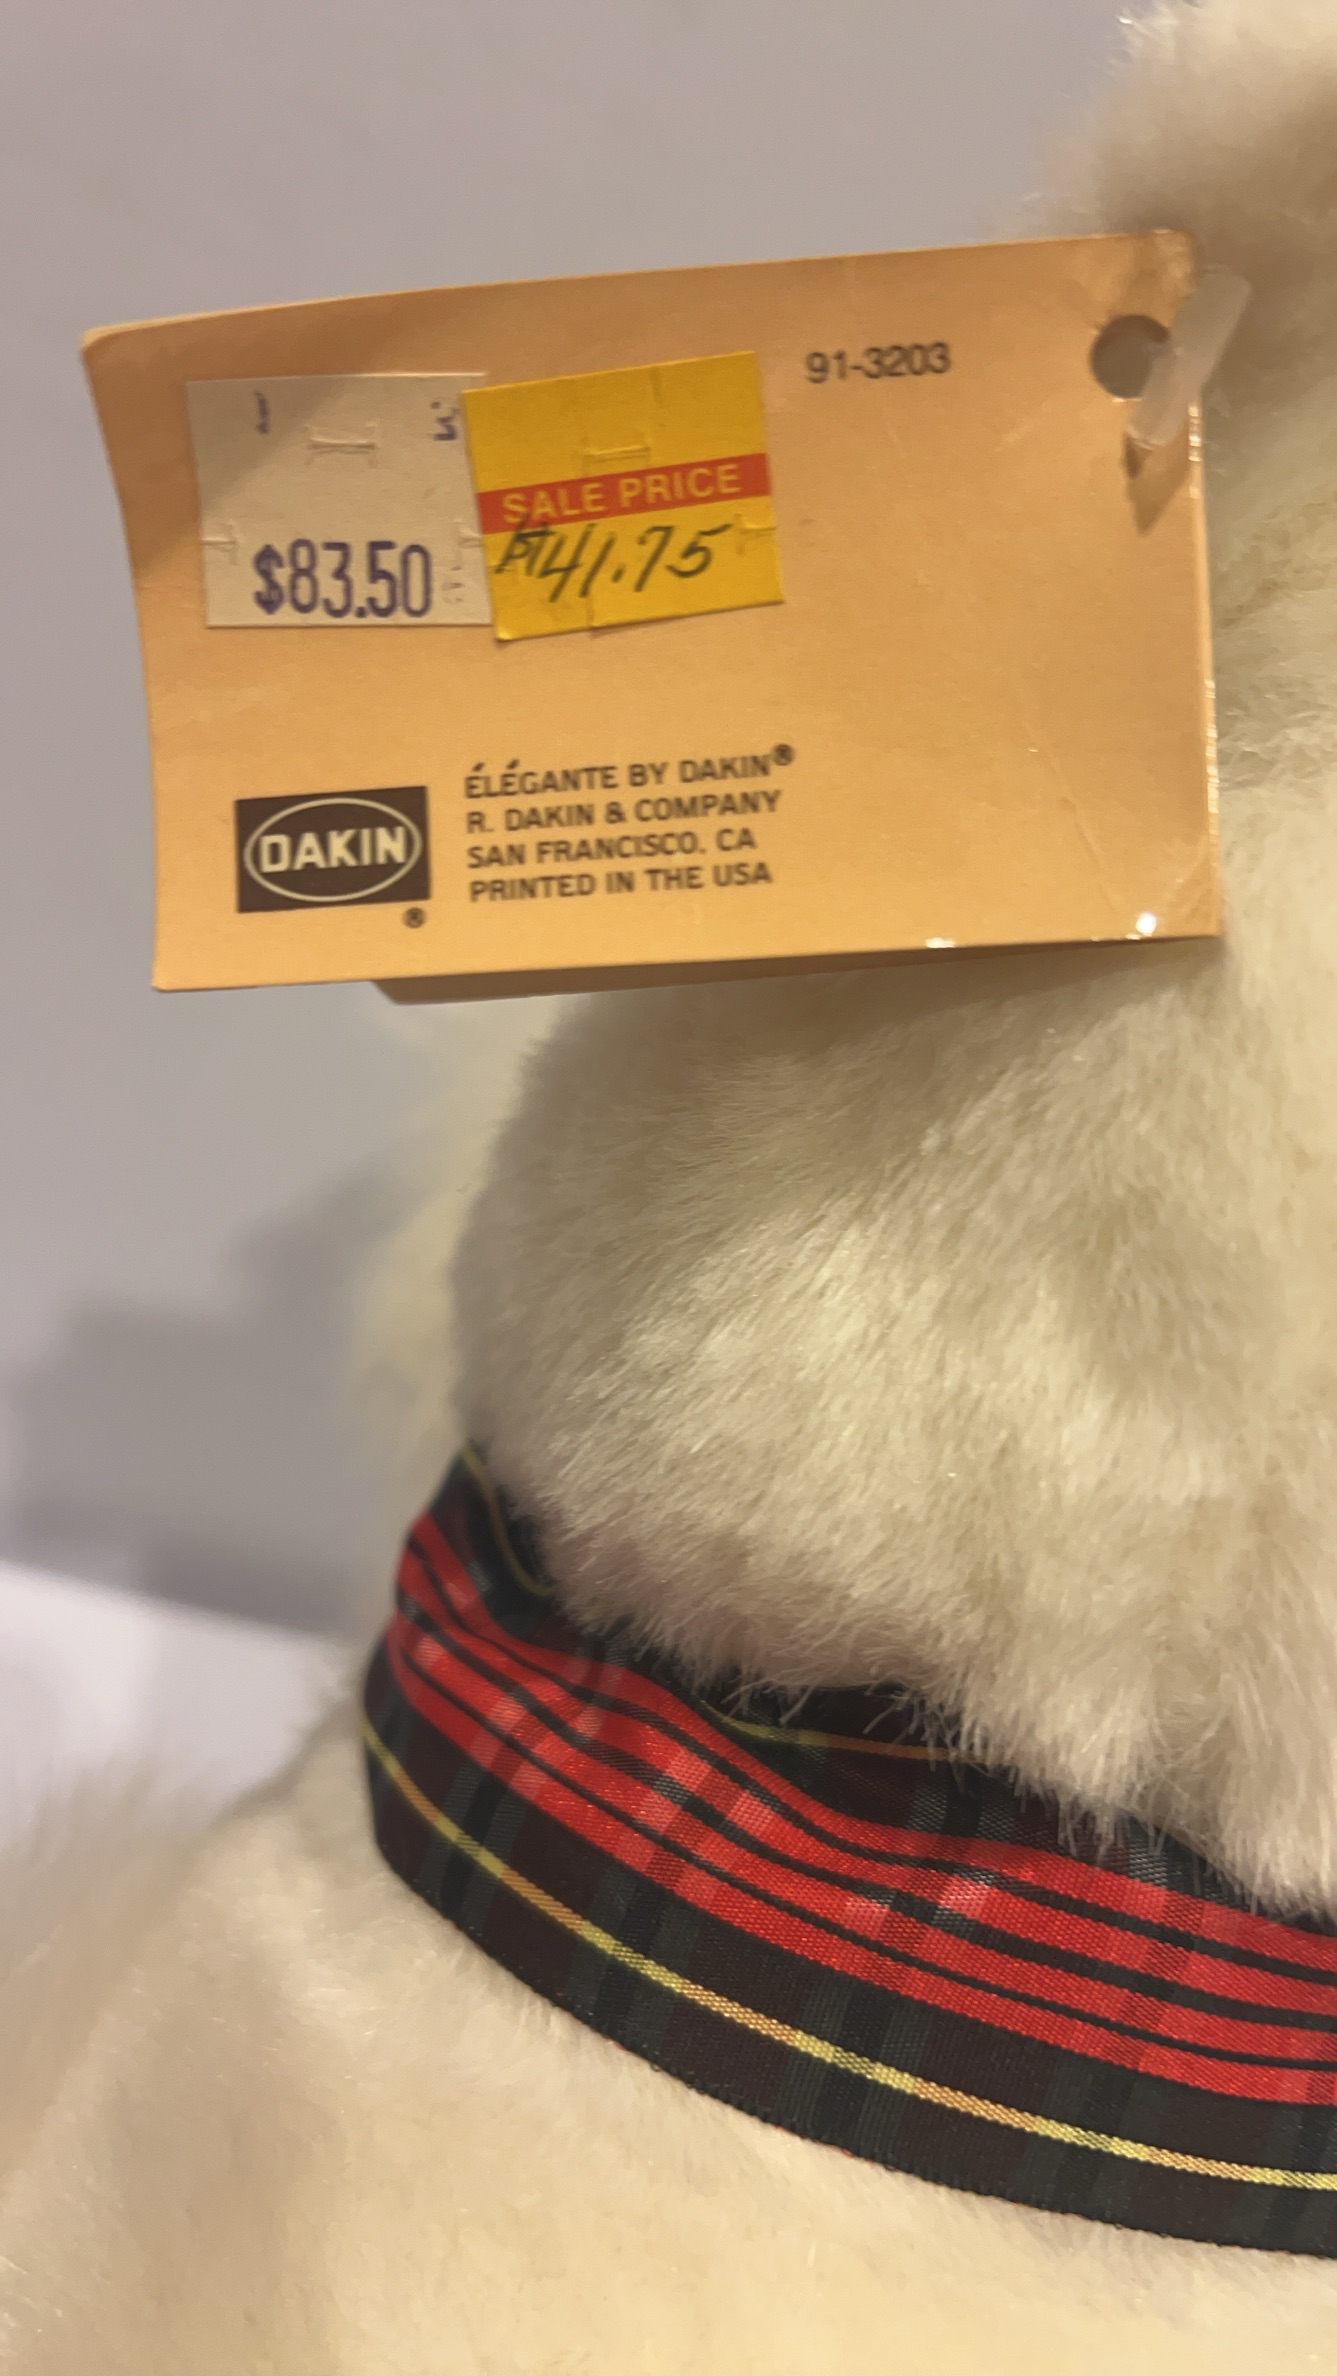 91-3203
$83.50
SALE PRICE
41.75
DAKIN
®
ÉLÉGANTE BY DAKIN®
R. DAKIN & COMPANY
SAN FRANCISCO, CA
PRINTED IN THE USA